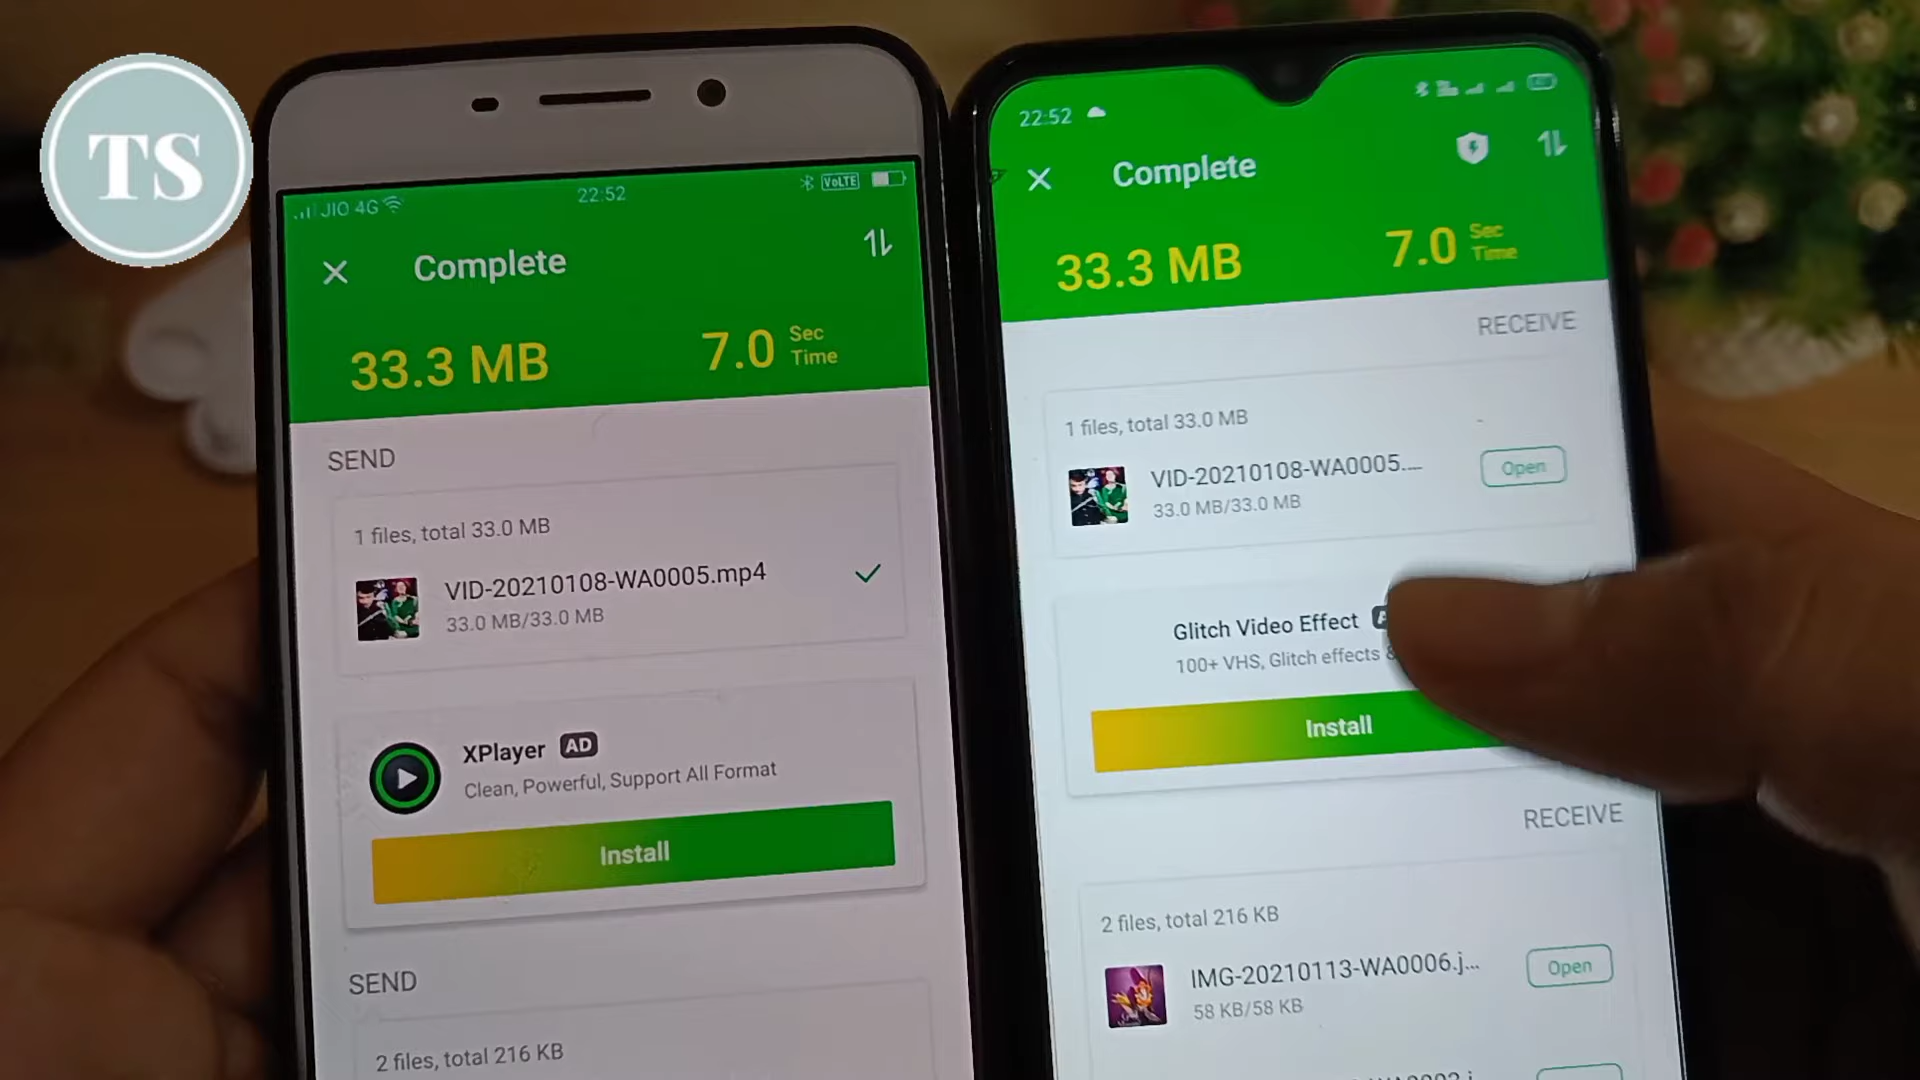 TS
JIO 4G
22:52
VoLTE
Complete
33.3 MB
7.0
Sec
Time
SEND
1 files, total 33.0 MB
VID-20210108-WA0005.mp4
33.0 MB/33.0 MB
XPlayer AD
Clean, Powerful, Support All Format
Install
SEND
2 files, total 216 KB
22:52
Complete
33.3 MB
7.0
Sec
Time
RECEIVE
1 files, total 33.0 MB
VID-20210108-WA0005....
Open
33.0 MB/33.0 MB
Glitch Video Effect
100+ VHS, Glitch effects &
Install
RECEIVE
2 files, total 216 KB
IMG-20210113-WA0006.j...
Open
58 KB/58 KB